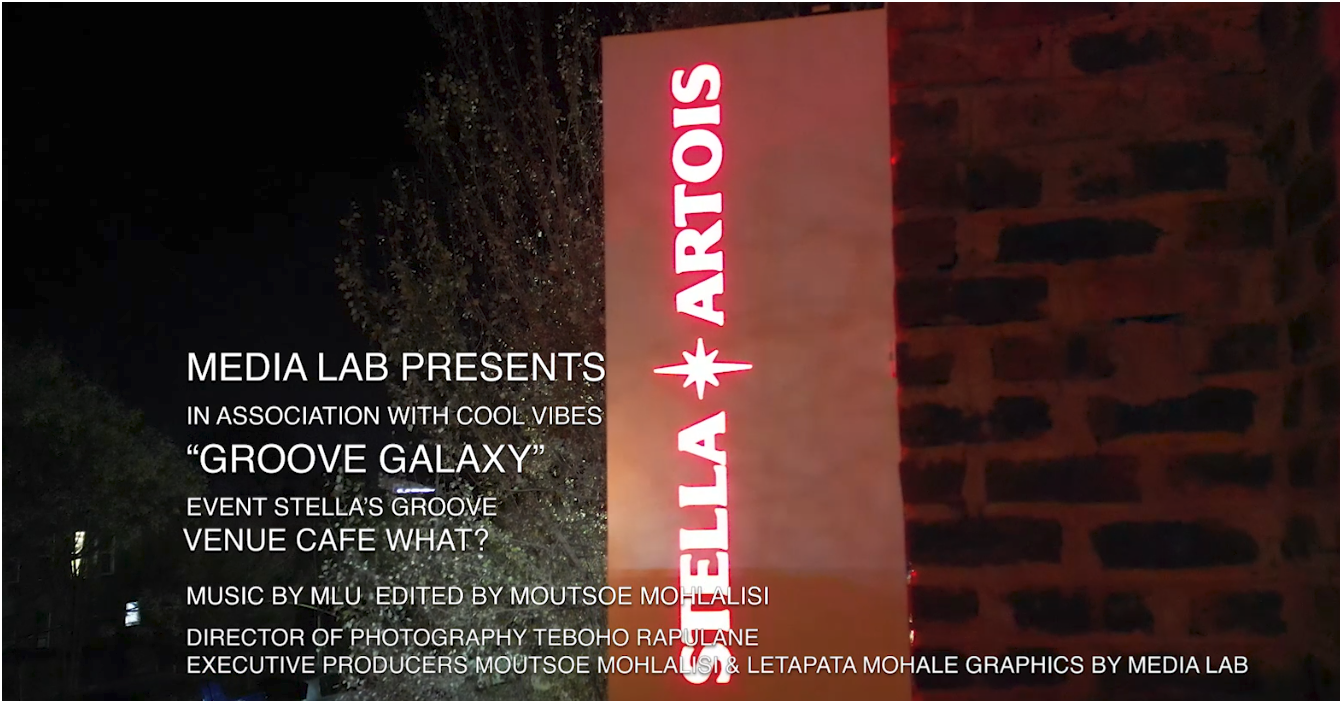 STELLA ARTOIS
MEDIA LAB PRESENTS
IN ASSOCIATION WITH COOL VIBES
“GROOVE GALAXY”
EVENT STELLA’S GROOVE
VENUE CAFE WHAT?
MUSIC BY MLU EDITED BY MOUTSOE MOHLALISI
DIRECTOR OF PHOTOGRAPHY TEBOHO RAPULANE
EXECUTIVE PRODUCERS MOUTSOE MOHLALISI & LETAPATA MOHALE GRAPHICS BY MEDIA LAB